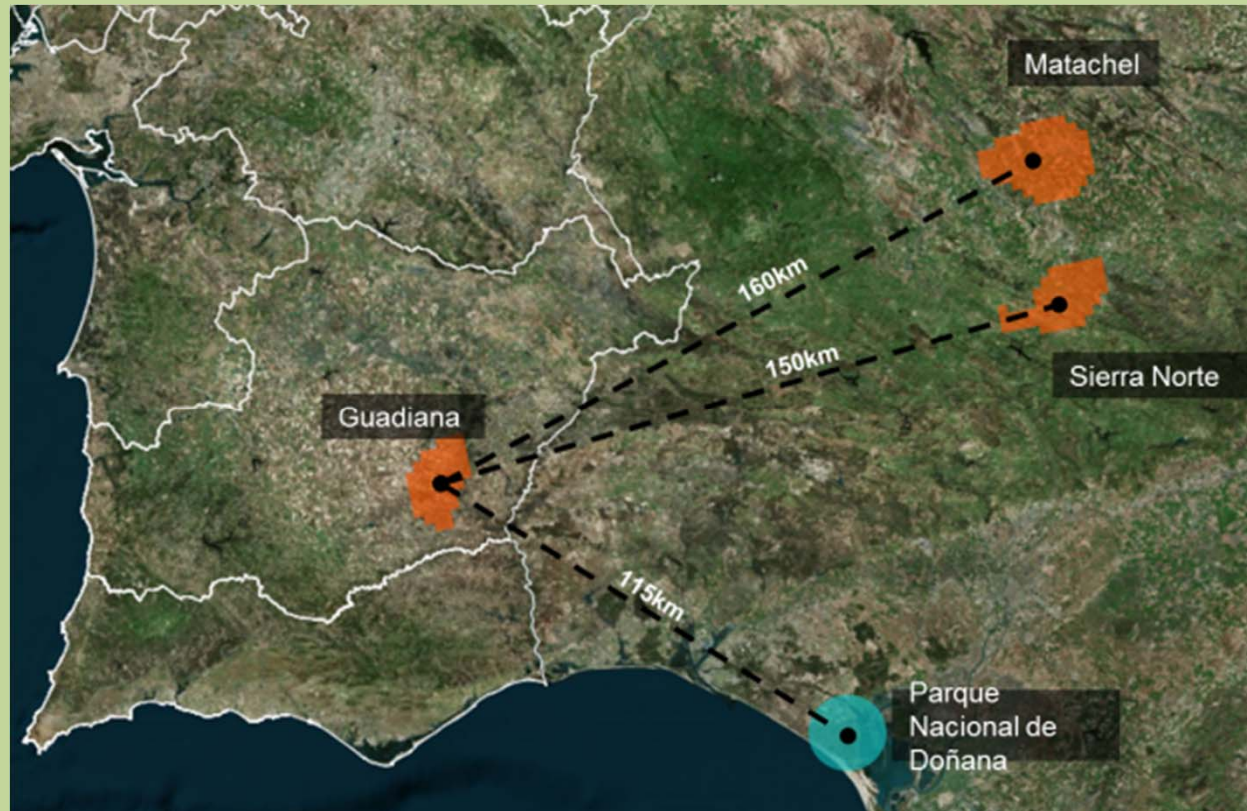 Matachel
160km
150km
Sierra Norte
Guadiana
115km
Parque
Nacional de
Doñana